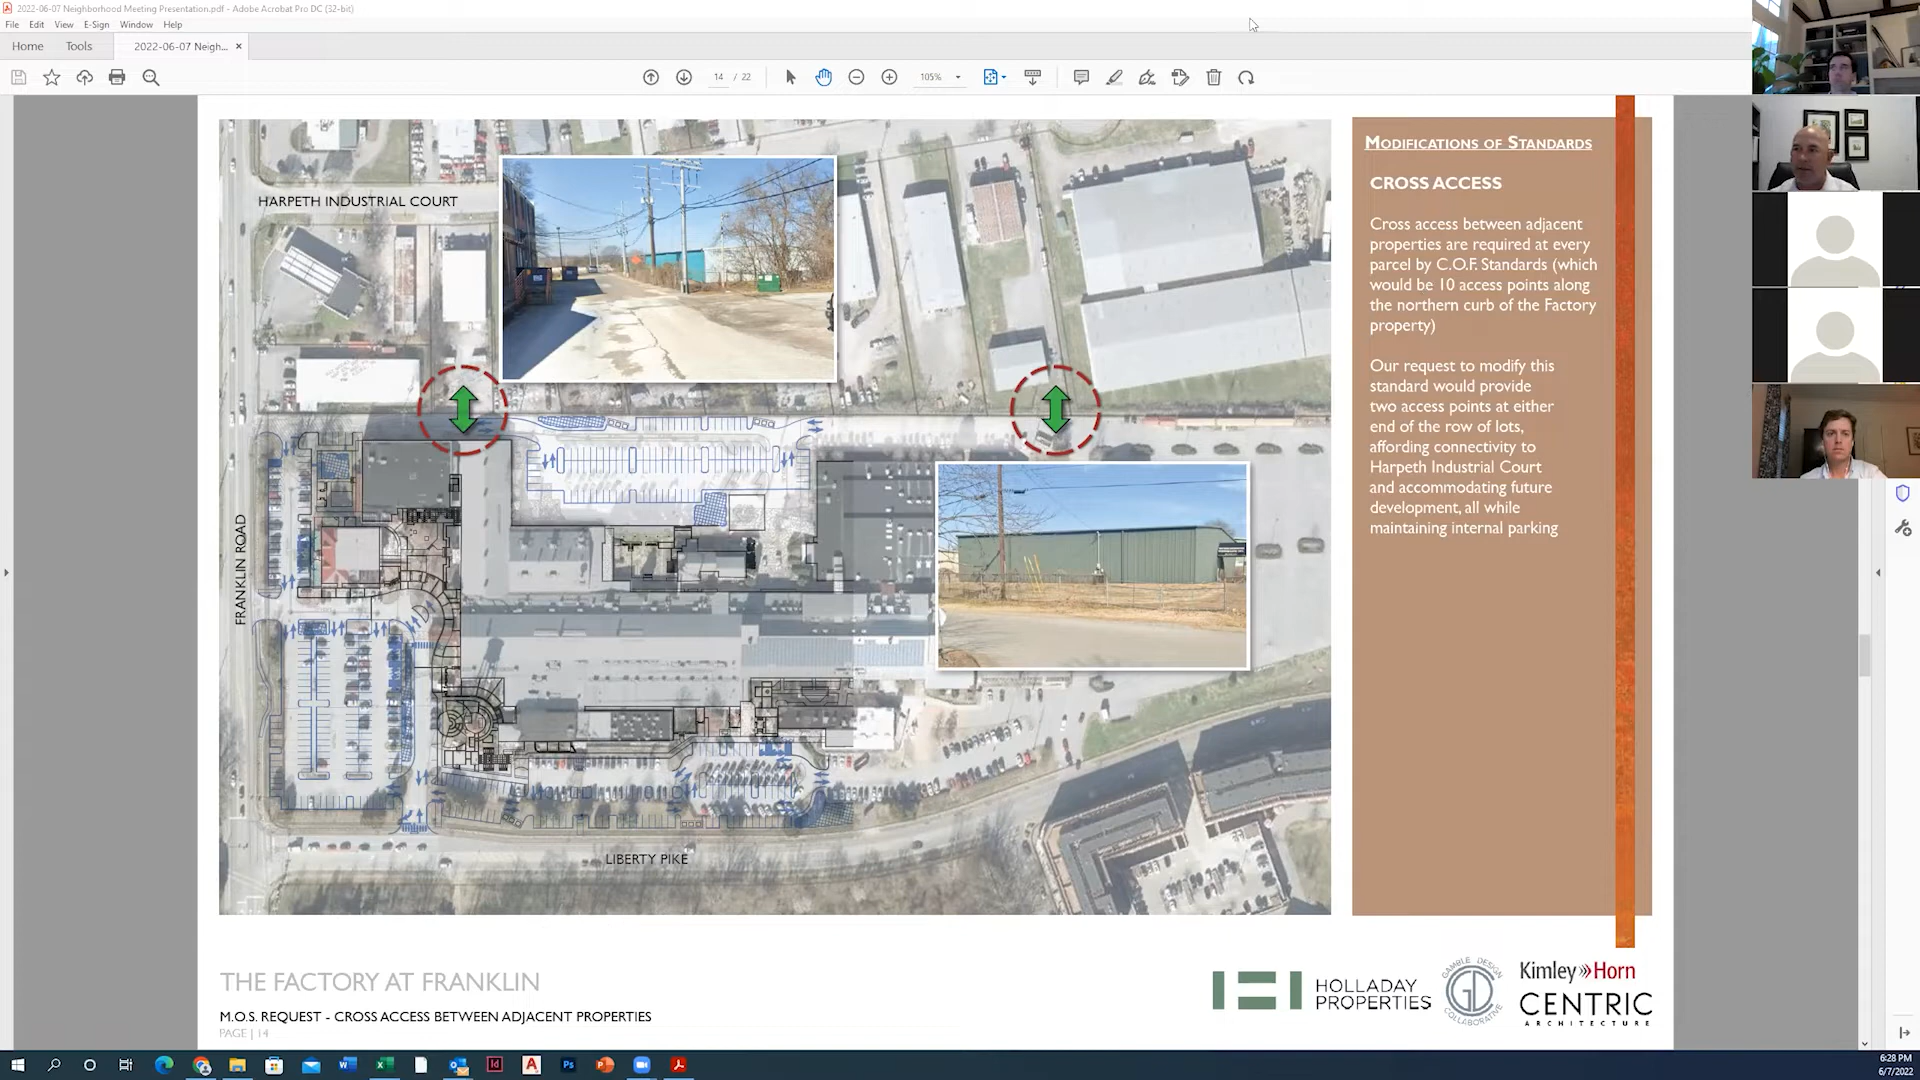 2022-06-07 Neighborhood Meeting Presentation.pdf - Adobe Acrobat Pro DC (32-bit)
File Edit View E-Sign Window Help
Home Tools 2022-06-07 Neigh... ×
14 / 22 105%
HARPETH INDUSTRIAL COURT
FRANKLIN ROAD
LIBERTY PIKE
MODIFICATIONS OF STANDARDS
CROSS ACCESS
Cross access between adjacent
properties are required at every
parcel by C.O.F. Standards (which
would be 10 access points along
the northern curb of the Factory
property)
Our request to modify this
standard would provide
two access points at either
end of the row of lots,
affording connectivity to
Harpeth Industrial Court
and accommodating future
development, all while
maintaining internal parking
THE FACTORY AT FRANKLIN
M.O.S. REQUEST - CROSS ACCESS BETWEEN ADJACENT PROPERTIES
PAGE | 14
HOLLADAY
PROPERTIES
GAMBLE DESIGN
COLLABORATIVE
Kimley»Horn
CENTRIC
ARCHITECTURE
6:28 PM
6/7/2022